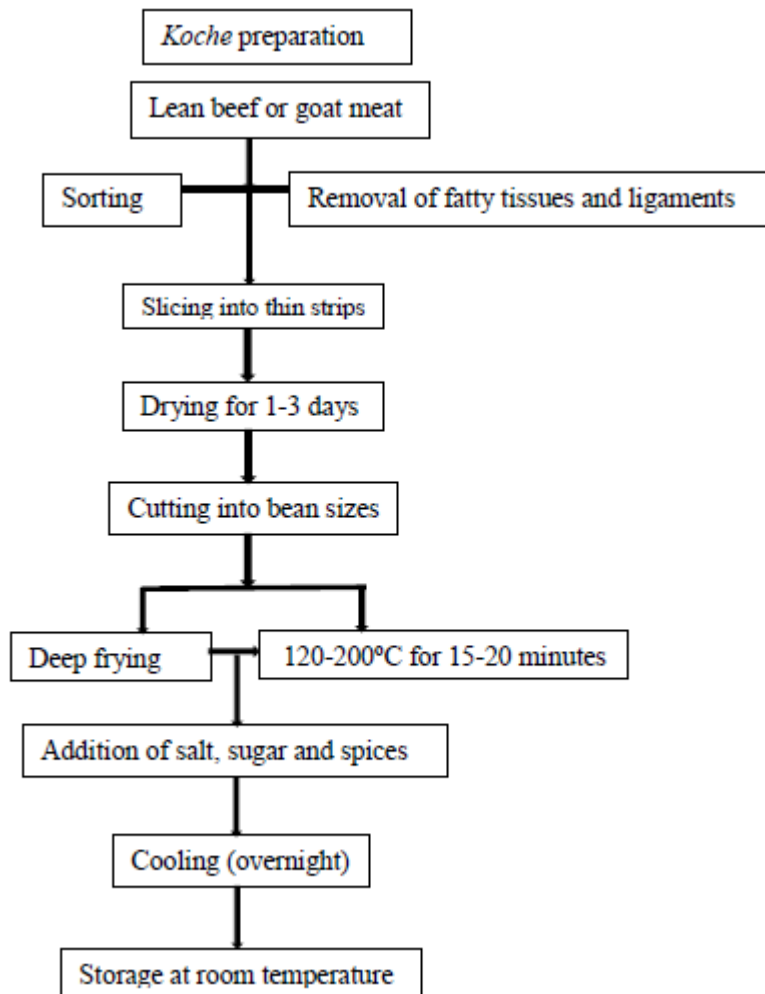 Koche preparation
Lean beef or goat meat
Sorting
Removal of fatty tissues and ligaments
Slicing into thin strips
Drying for 1-3 days
Cutting into bean sizes
Deep frying
120-200ºC for 15-20 minutes
Addition of salt, sugar and spices
Cooling (overnight)
Storage at room temperature